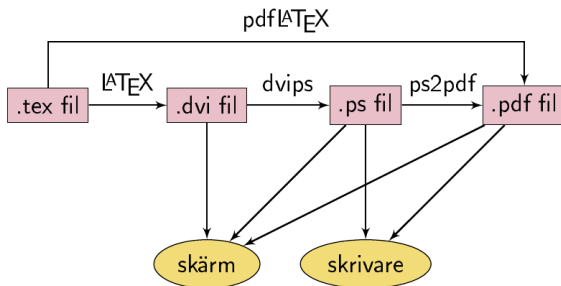 pdfLATEX
LATEX dvips ps2pdf
.tex fil .dvi fil .ps fil .pdf fil
skärm skrivare